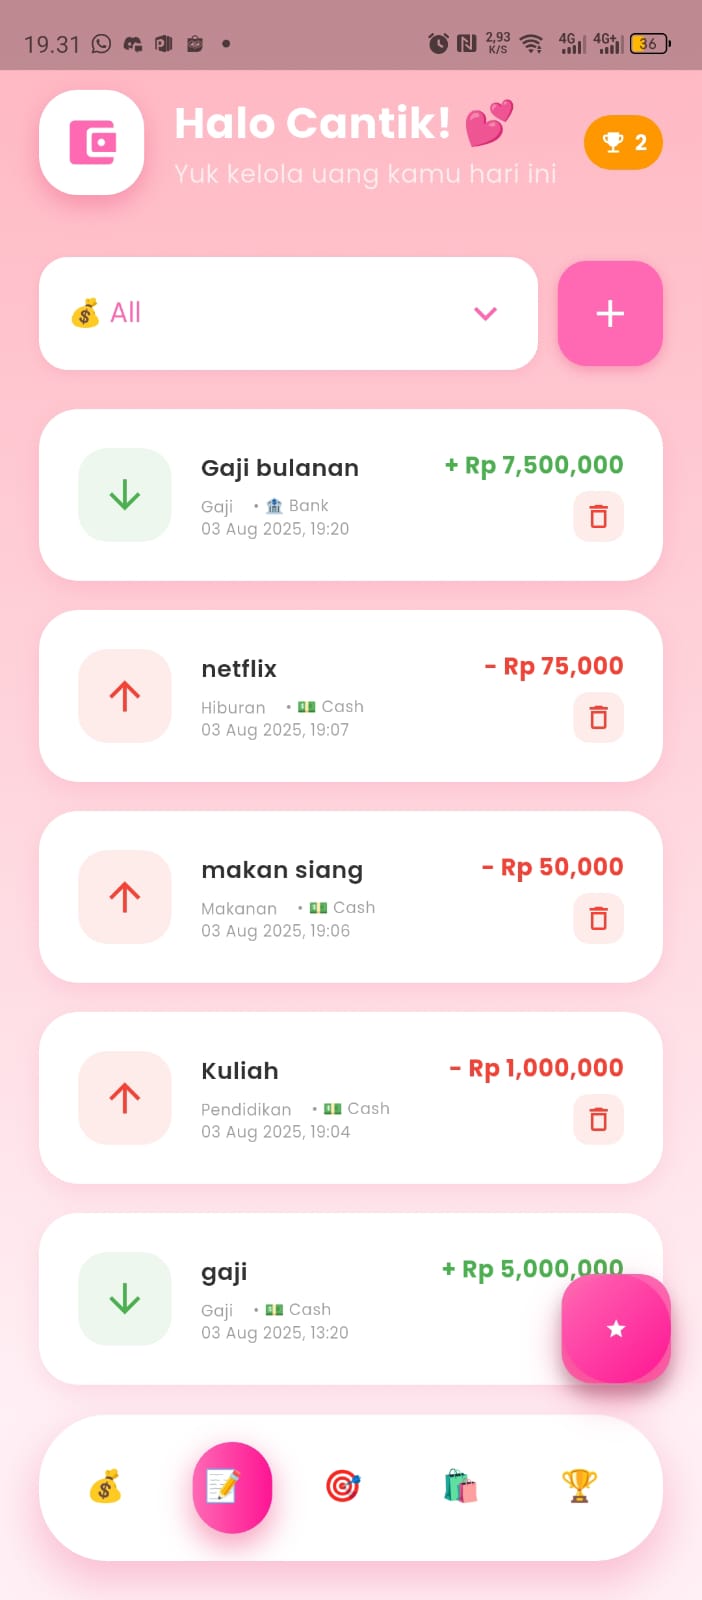 19.31
2,93
K/S
4G
4G+
36
Halo Cantik! 💕
Yuk kelola uang kamu hari ini
2
💰 All
Gaji bulanan
+ Rp 7,500,000
Gaji • 🏦 Bank
03 Aug 2025, 19:20
netflix
- Rp 75,000
Hiburan • 💵 Cash
03 Aug 2025, 19:07
makan siang
- Rp 50,000
Makanan • 💵 Cash
03 Aug 2025, 19:06
Kuliah
- Rp 1,000,000
Pendidikan • 💵 Cash
03 Aug 2025, 19:04
gaji
+ Rp 5,000,000
Gaji • 💵 Cash
03 Aug 2025, 13:20